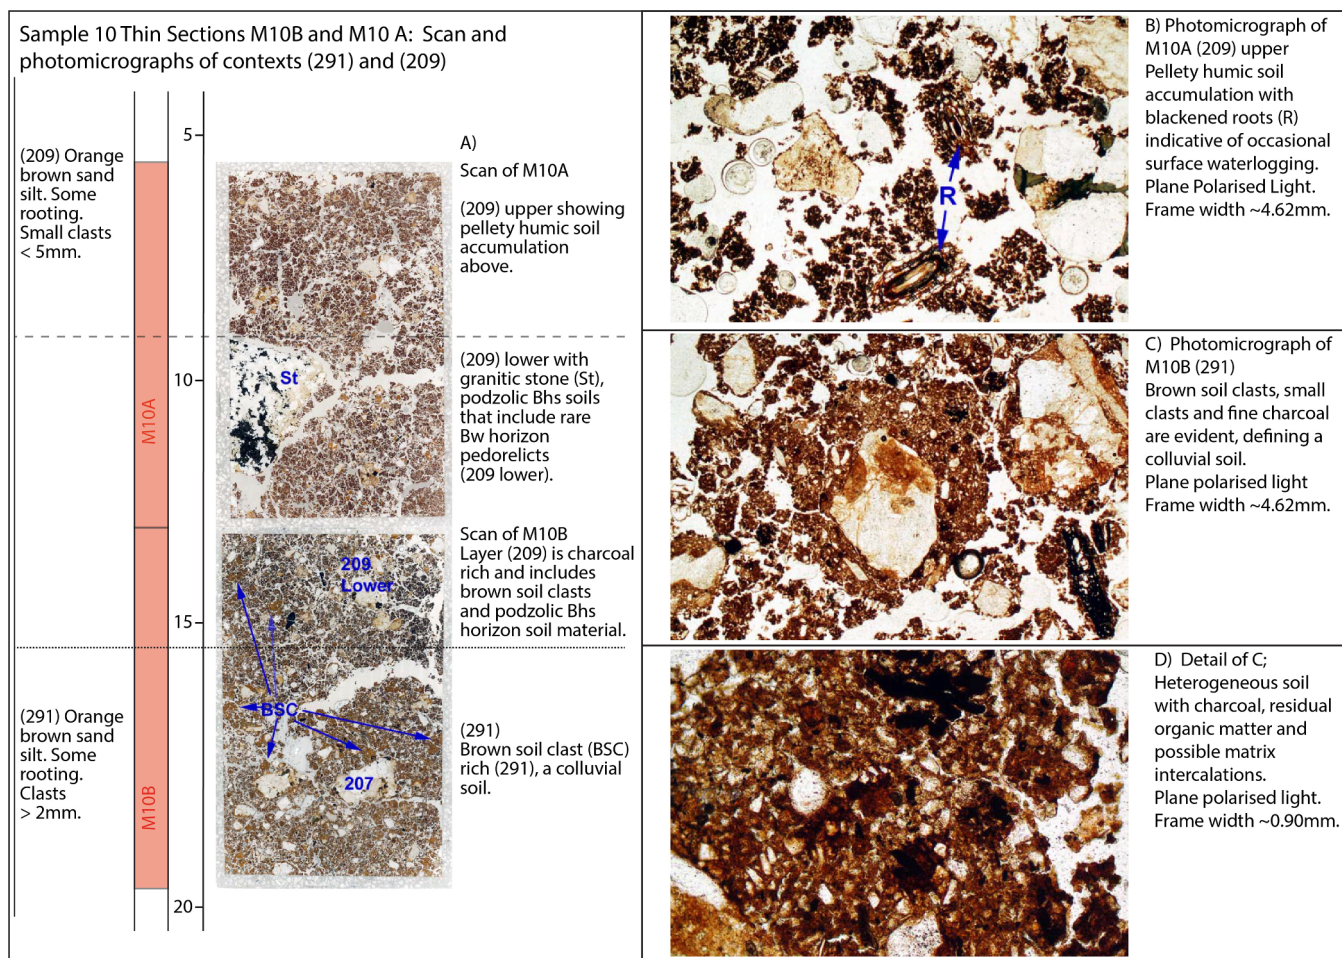 Sample 10 Thin Sections M10B and M10 A:  Scan and
photomicrographs of contexts (291) and (209)
(209) Orange
brown sand
silt. Some
rooting.
Small clasts
< 5mm.
(291) Orange
brown sand
silt. Some
rooting.
Clasts
> 2mm.
M10A
M10B
5
10
15
20
St
209
Lower
BSC
207
A)
Scan of M10A
(209) upper showing
pellety humic soil
accumulation
above.
(209) lower with
granitic stone (St),
podzolic Bhs soils
that include rare
Bw horizon
pedorelicts
(209 lower).
Scan of M10B
Layer (209) is charcoal
rich and includes
brown soil clasts
and podzolic Bhs
horizon soil material.
(291)
Brown soil clast (BSC)
rich (291), a colluvial
soil.
R
B) Photomicrograph of
M10A (209) upper
Pellety humic soil
accumulation with
blackened roots (R)
indicative of occasional
surface waterlogging.
Plane Polarised Light.
Frame width ~4.62mm.
C)  Photomicrograph of
M10B (291)
Brown soil clasts, small
clasts and fine charcoal
are evident, defining a
colluvial soil.
Plane polarised light
Frame width ~4.62mm.
D)  Detail of C;
Heterogeneous soil
with charcoal, residual
organic matter and
possible matrix
intercalations.
Plane polarised light.
Frame width ~0.90mm.